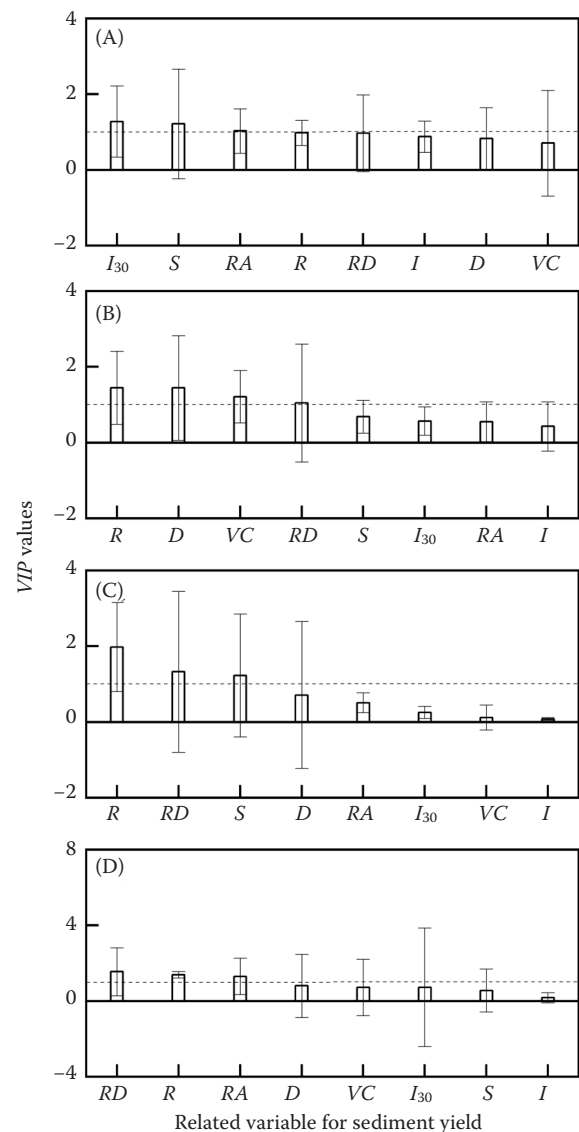 4
(A)
2
0
−2
I30 S RA R RD I D VC
4
(B)
2
0
−2
R D VC RD S I30 RA I
VIP values
4
(C)
2
0
−2
R RD S D RA I30 VC I
8
(D)
4
0
−4
RD R RA D VC I30 S I
Related variable for sediment yield